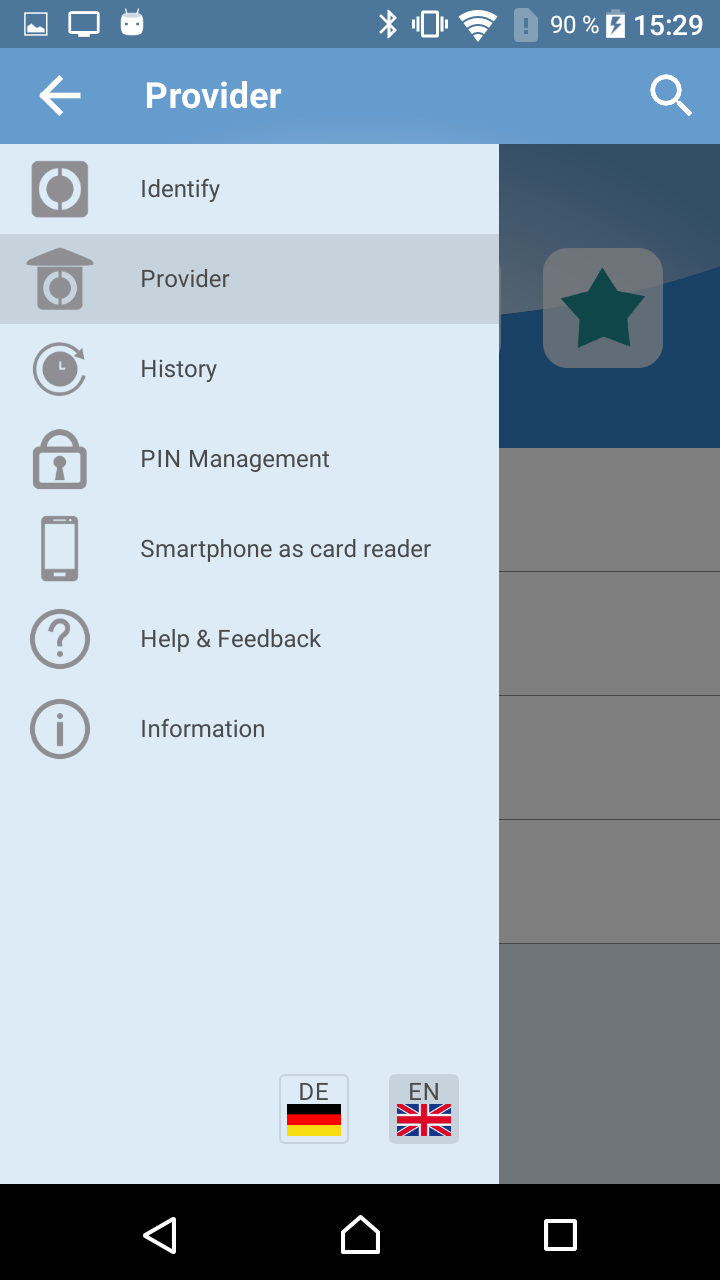 90 % 15:29
Provider
Identify
Provider
History
PIN Management
Smartphone as card reader
Help & Feedback
Information
DE EN